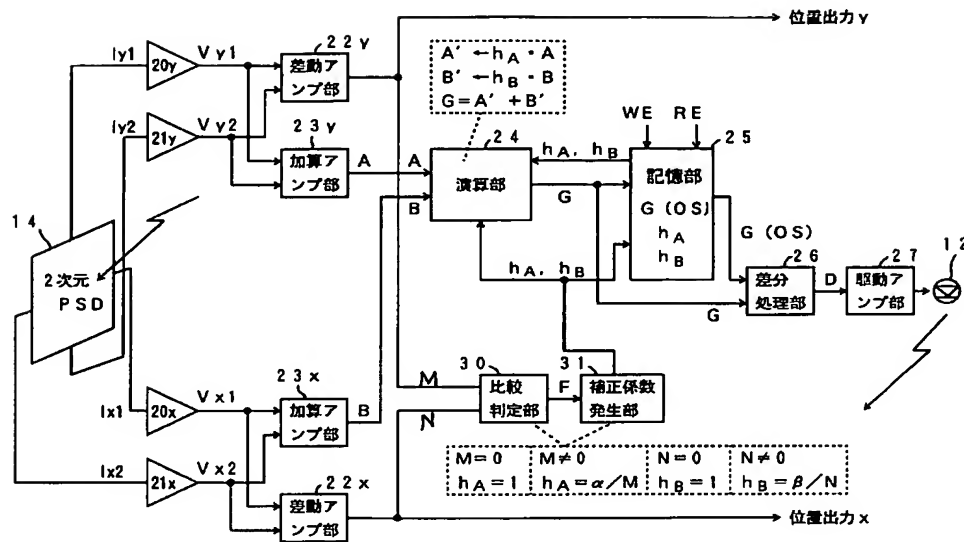 位置出力 y
22y
Iy1
20y
Vy1
差動ア
ンプ部
A' ←hA・A
B' ←hB・B
G=A' +B'
Iy2
21y
Vy2
23y
加算ア
ンプ部
A
A
B
24
演算部
WE
RE
25
hA, hB
G
記憶部
G (OS)
hA
hB
G (OS)
14
2次元
PSD
hA, hB
26
差分
処理部
D
27
駆動ア
ンプ部
12
G
30
31
M
N
比較
判定部
F
補正係数
発生部
23x
Ix1
20x
Vx1
加算ア
ンプ部
B
M=0
hA=1
M≠0
hA=α/M
N=0
hB=1
N≠0
hB=β/N
Ix2
21x
Vx2
22x
差動ア
ンプ部
位置出力 x